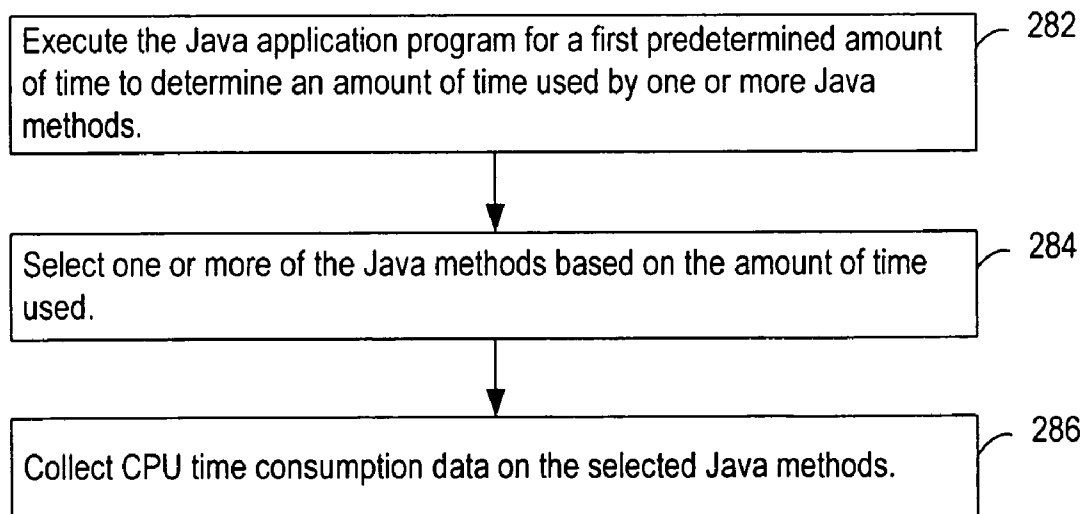 282
Execute the Java application program for a first predetermined amount
of time to determine an amount of time used by one or more Java
methods.
284
Select one or more of the Java methods based on the amount of time
used.
286
Collect CPU time consumption data on the selected Java methods.